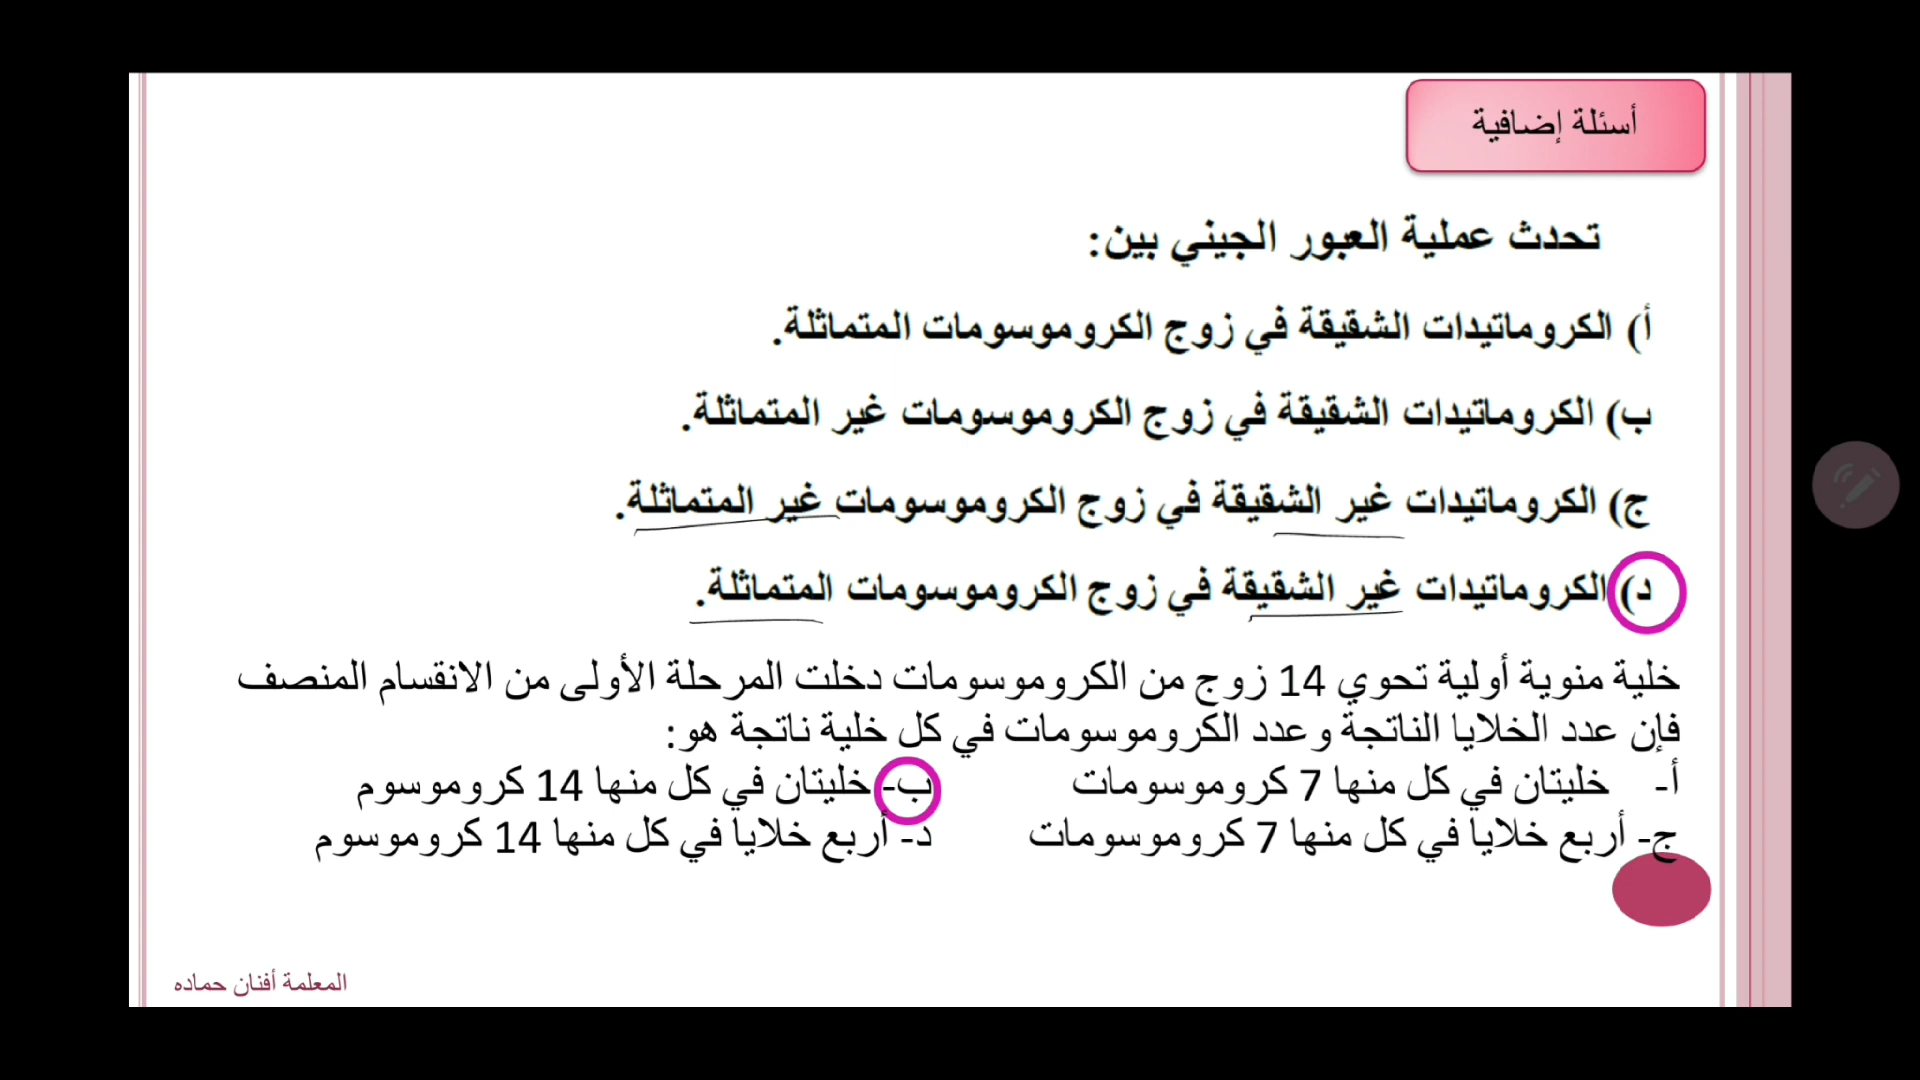 أسئلة إضافية
تحدث عملية العبور الجيني بين:
أ) الكروماتيدات الشقيقة في زوج الكروموسومات المتماثلة.
ب) الكروماتيدات الشقيقة في زوج الكروموسومات غير المتماثلة.
ج) الكروماتيدات غير الشقيقة في زوج الكروموسومات غير المتماثلة.
د) الكروماتيدات غير الشقيقة في زوج الكروموسومات المتماثلة.
خلية منوية أولية تحوي 14 زوج من الكروموسومات دخلت المرحلة الأولى من الانقسام المنصف
فإن عدد الخلايا الناتجة وعدد الكروموسومات في كل خلية ناتجة هو:
أ- خليتان في كل منها 7 كروموسومات ب- خليتان في كل منها 14 كروموسوم
ج- أربع خلايا في كل منها 7 كروموسومات د- أربع خلايا في كل منها 14 كروموسوم
المعلمة أفنان حماده